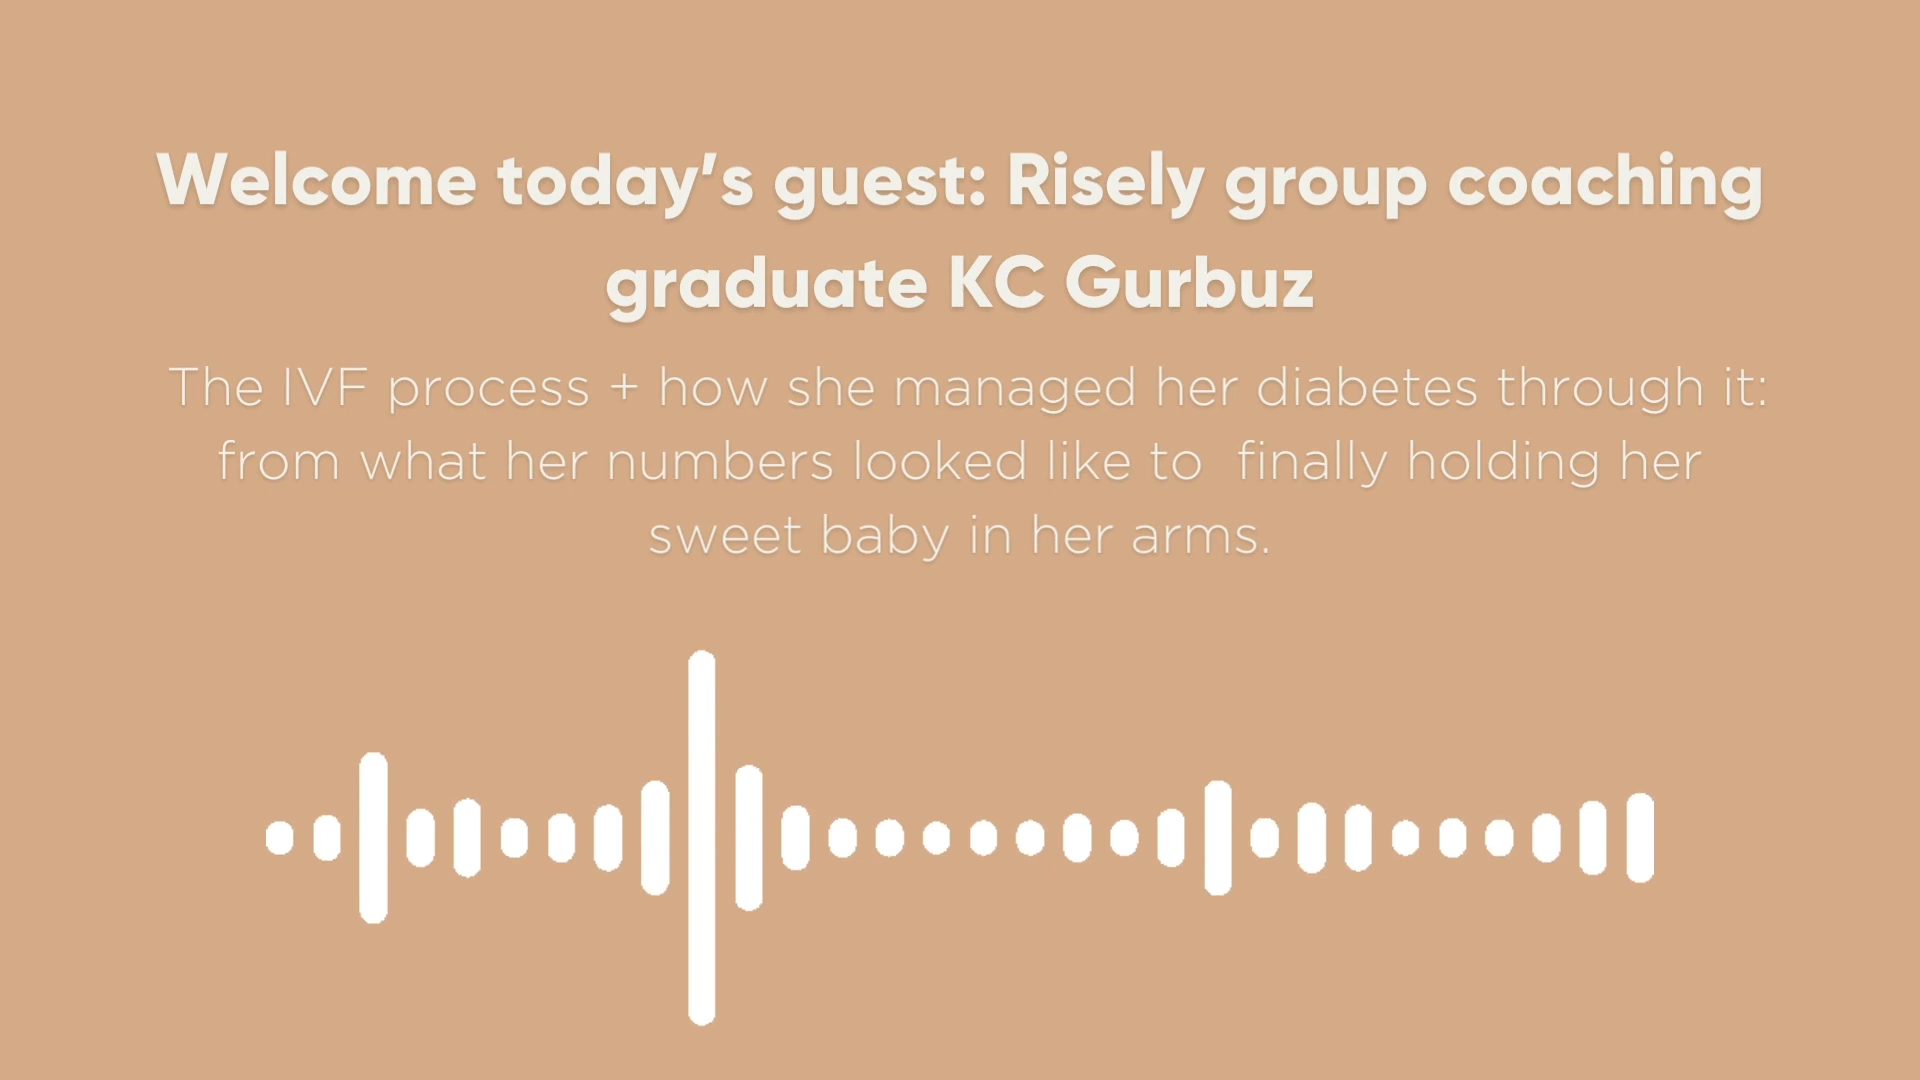 Welcome today’s guest: Risely group coaching
graduate KC Gurbuz
The IVF process + how she managed her diabetes through it:
from what her numbers looked like to  finally holding her
sweet baby in her arms.